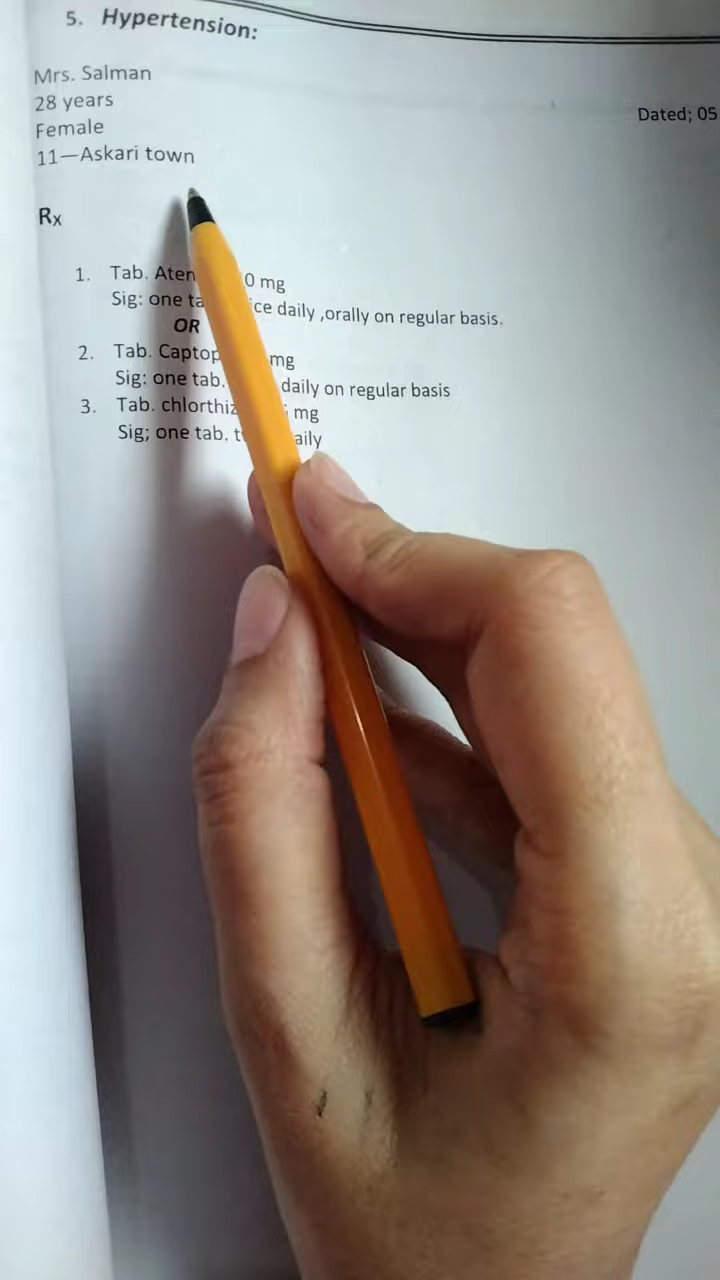 5. Hypertension:
Mrs. Salman
28 years
Female
11—Askari town
Dated; 05
Rx
1. Tab. Aten 0 mg
Sig: one ta ice daily ,orally on regular basis.
OR
2. Tab. Captop mg
Sig: one tab. daily on regular basis
3. Tab. chlorthiz mg
Sig; one tab. t aily